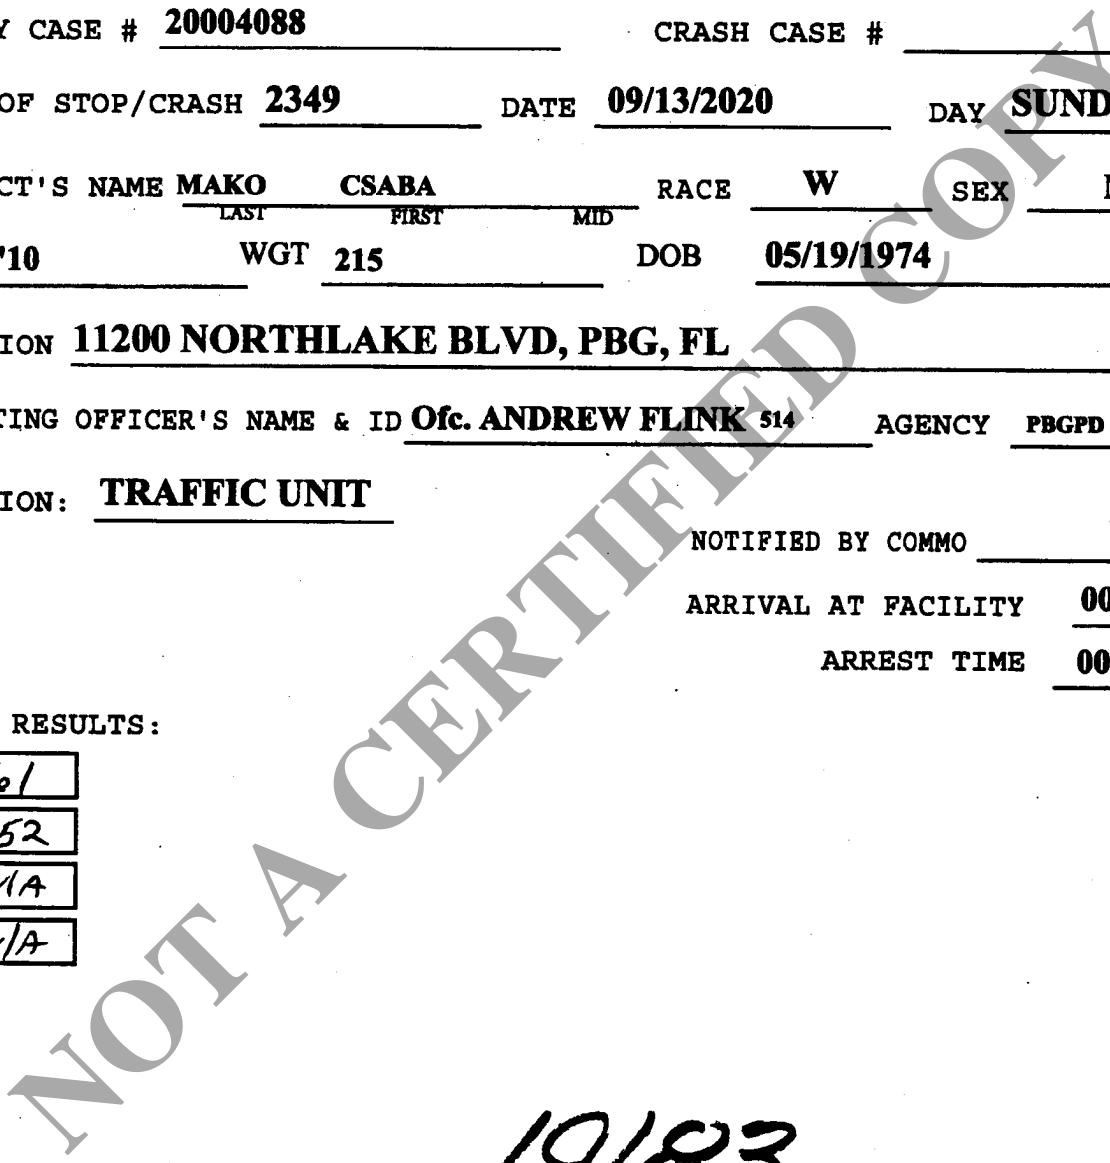 Y CASE # 20004088 CRASH CASE #
OF STOP/CRASH 2349 DATE 09/13/2020 DAY SUND
CT'S NAME MAKO CSABA RACE W SEX
LAST FIRST MID
'10 WGT 215 DOB 05/19/1974
ION 11200 NORTHLAKE BLVD, PBG, FL
TING OFFICER'S NAME & ID Ofc. ANDREW FLINK 514 AGENCY PBGPD
ION: TRAFFIC UNIT
NOTIFIED BY COMMO
ARRIVAL AT FACILITY 00
ARREST TIME 00
RESULTS:
61
52
/A
/A
NOT A CERTIFIED COPY